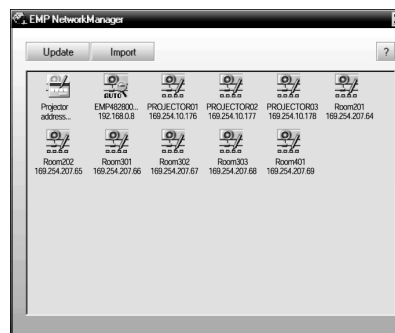 EMP NetworkManager
Update Import ?
AUTO
Projector address... EMP482800... 192.168.0.8 PROJECTOR01 169.254.10.176 PROJECTOR02 169.254.10.177 PROJECTOR03 169.254.10.178 Room201 169.254.207.64
Room202 169.254.207.65 Room301 169.254.207.66 Room302 169.254.207.67 Room303 169.254.207.68 Room401 169.254.207.69